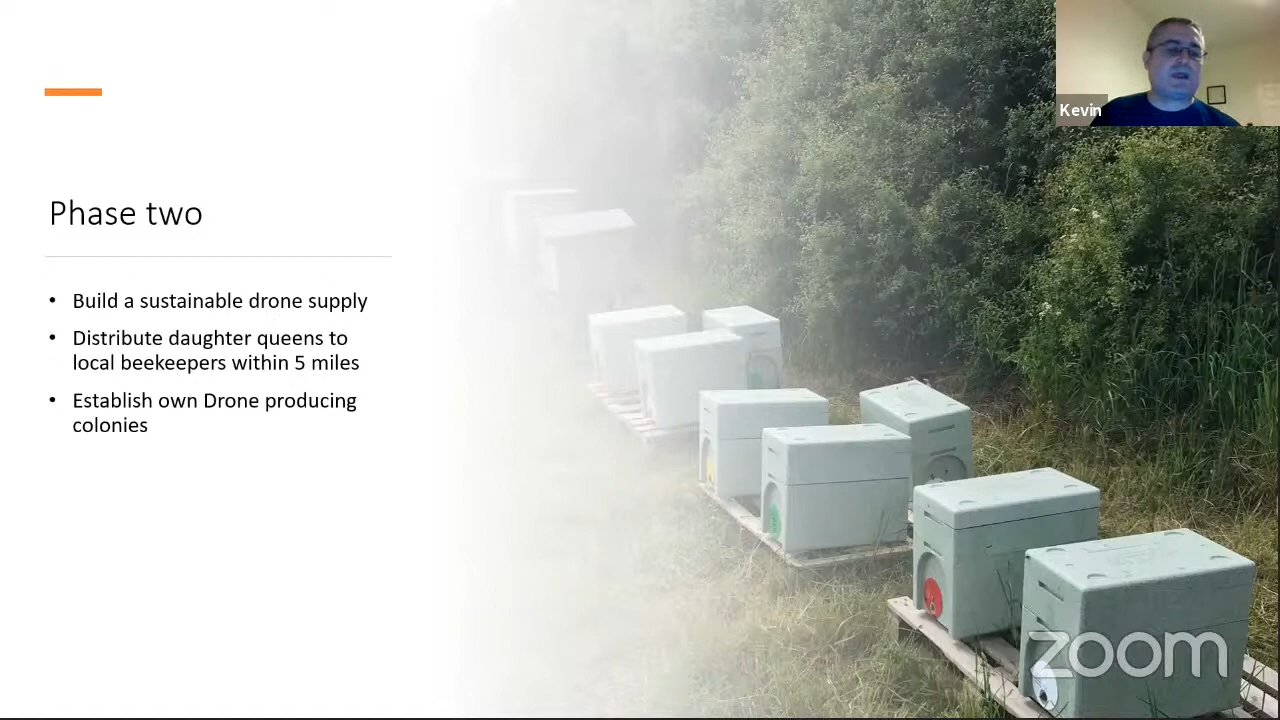 Kevin
Phase two
• Build a sustainable drone supply
• Distribute daughter queens to
local beekeepers within 5 miles
• Establish own Drone producing
colonies
zoom